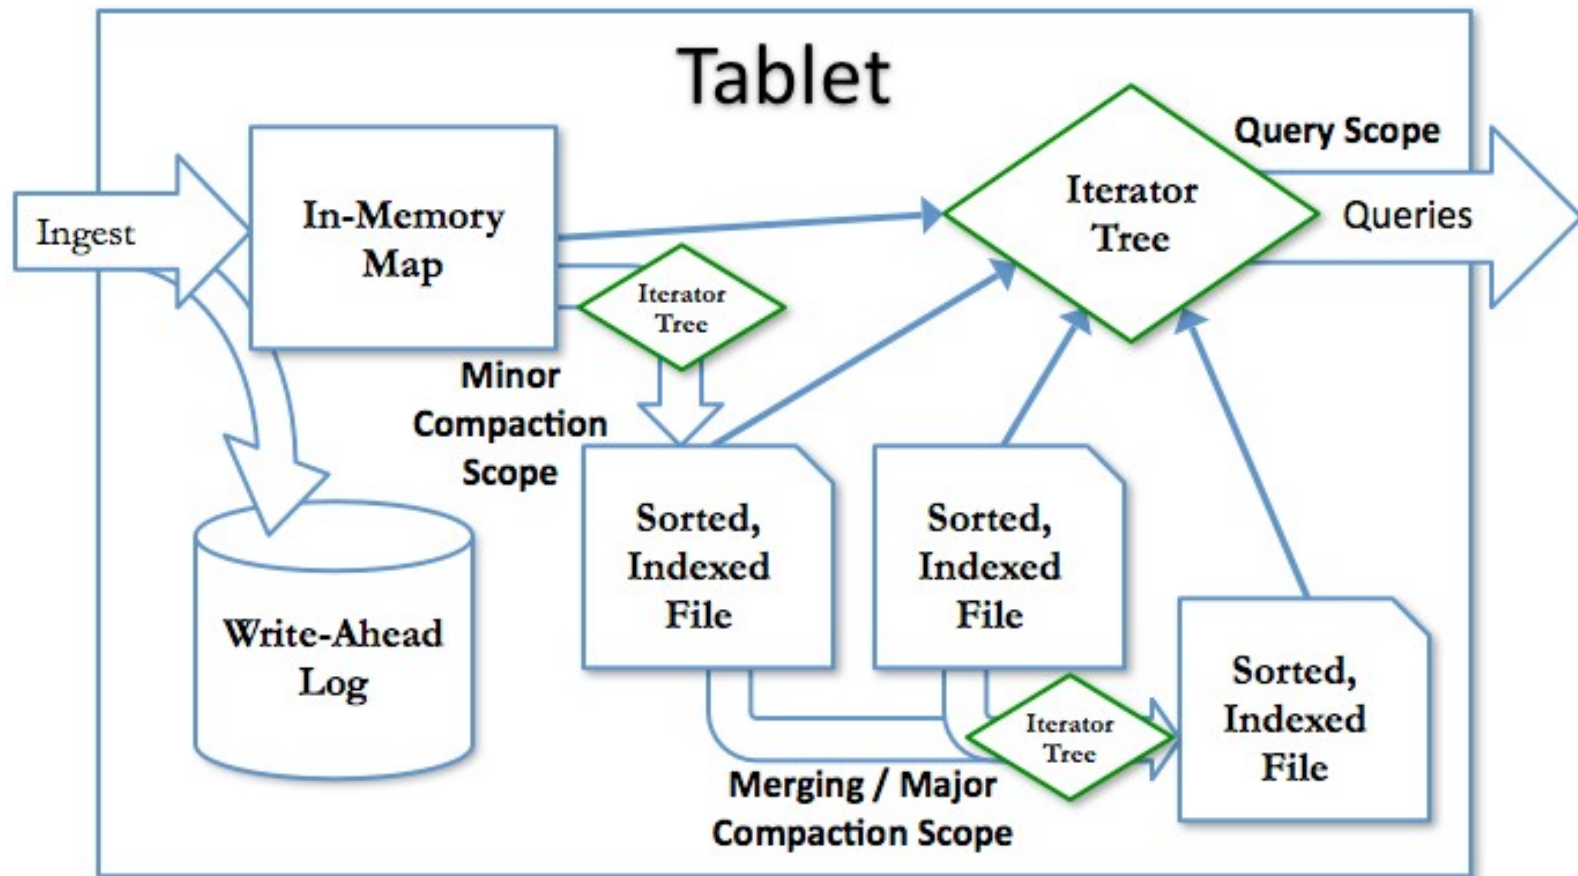 Tablet
Query Scope
Ingest
In-Memory
Map
Iterator
Tree
Queries
Iterator
Tree
Minor
Compaction
Scope
Sorted,
Indexed
File
Sorted,
Indexed
File
Write-Ahead
Log
Sorted,
Indexed
File
Iterator
Tree
Merging / Major
Compaction Scope